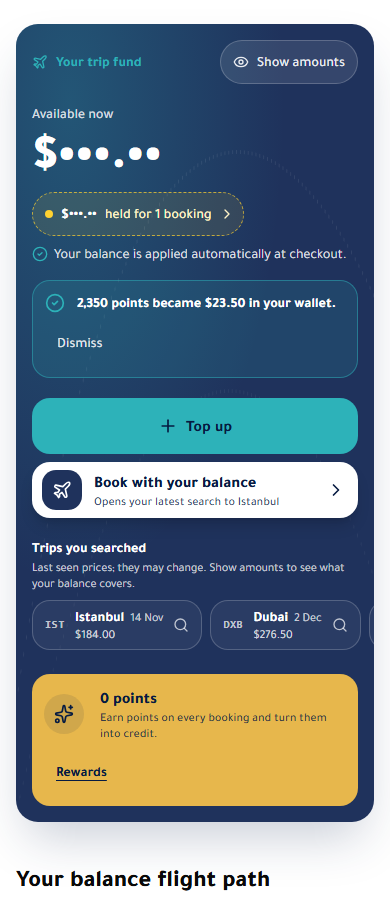 Your trip fund
Show amounts
Available now
$•••.••
$•••.•• held for 1 booking
Your balance is applied automatically at checkout.
2,350 points became $23.50 in your wallet.
Dismiss
Top up
Book with your balance
Opens your latest search to Istanbul
Trips you searched
Last seen prices; they may change. Show amounts to see what
your balance covers.
IST Istanbul 14 Nov
$184.00
DXB Dubai 2 Dec
$276.50
0 points
Earn points on every booking and turn them
into credit.
Rewards
Your balance flight path